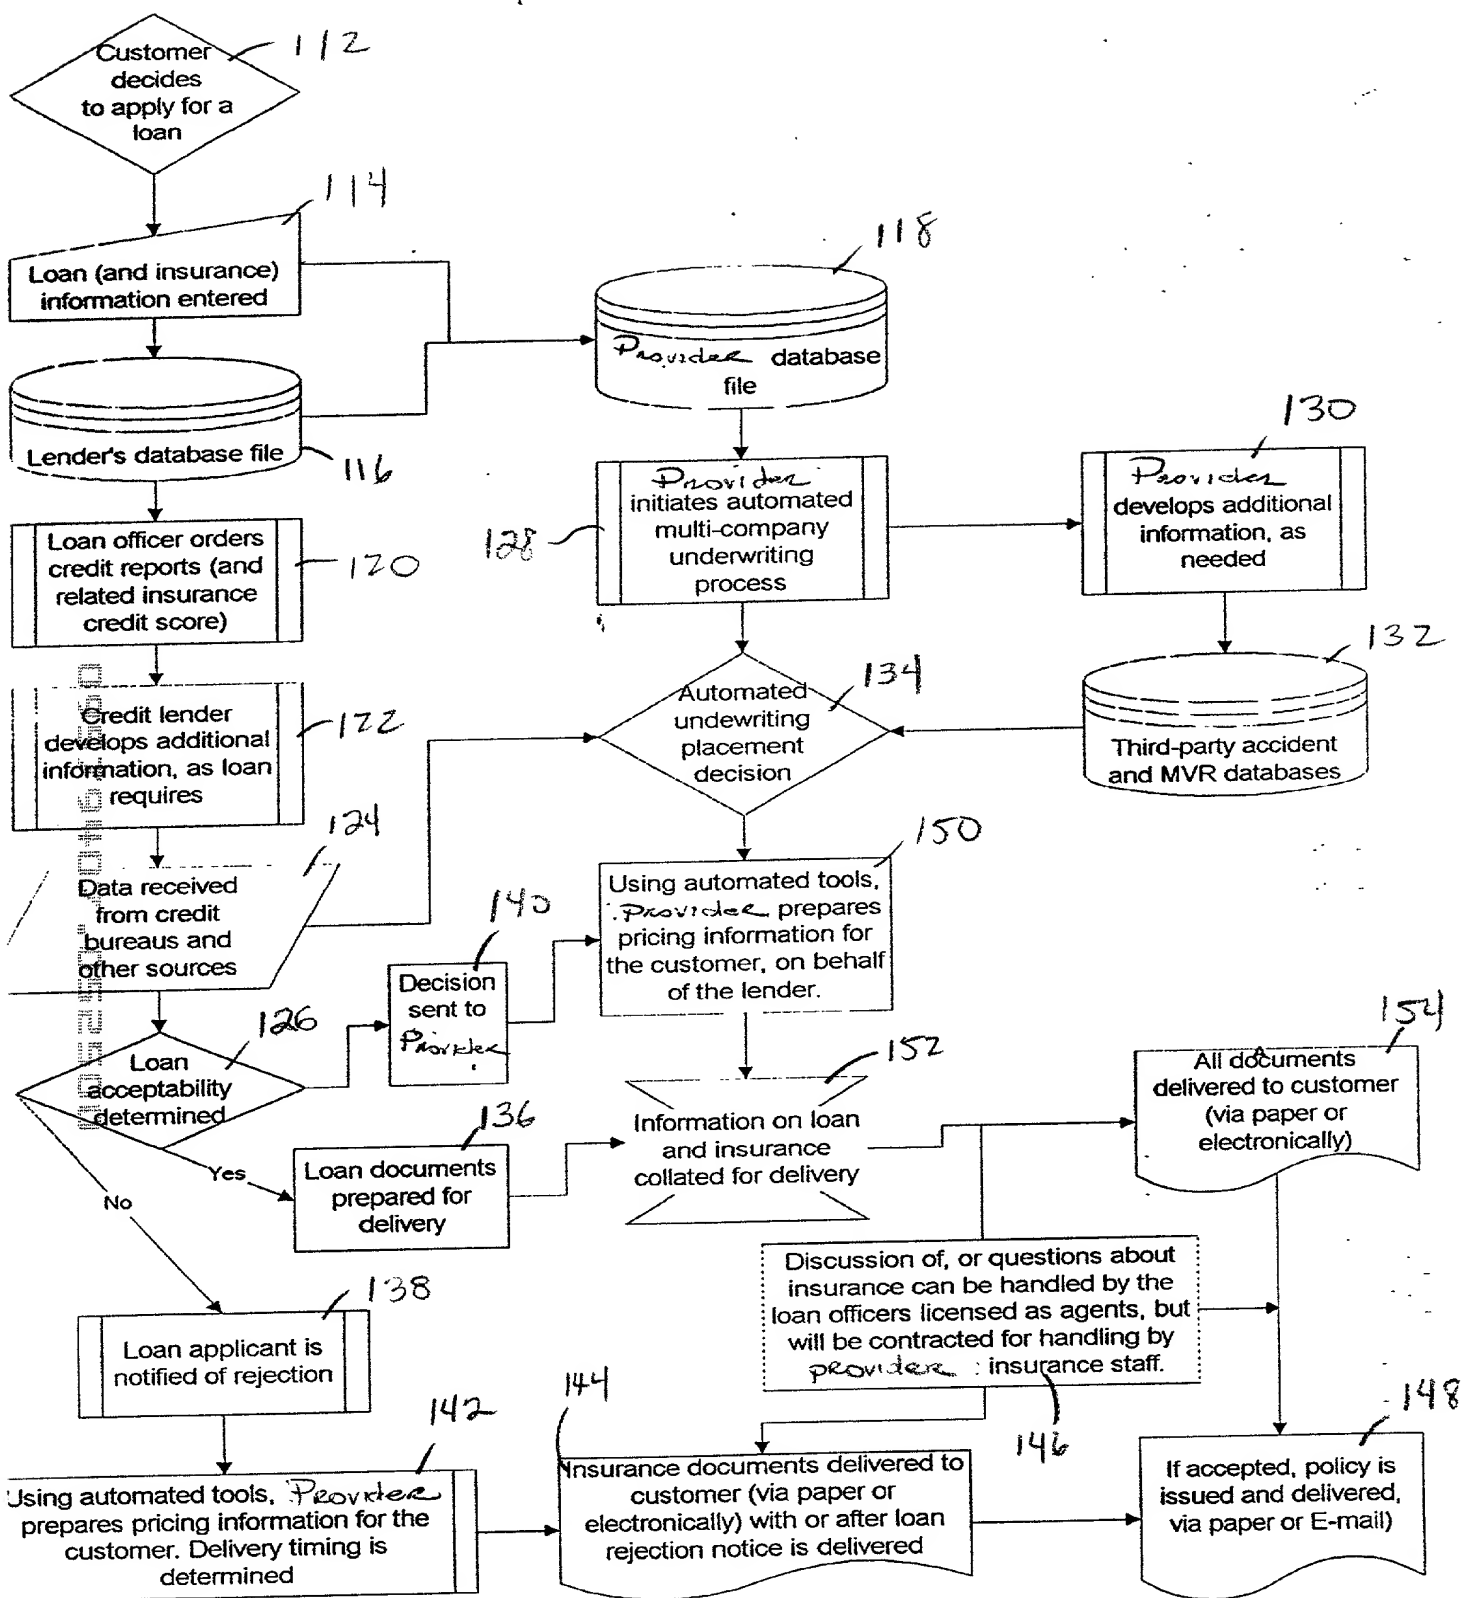 Customer
decides
to apply for a
loan
112
114
Loan (and insurance)
information entered
118
Provider database
file
Lender's database file
116
130
Provider
develops additional
information, as
needed
Provider
initiates automated
multi-company
underwriting
process
128
Loan officer orders
credit reports (and
related insurance
credit score)
120
132
Third-party accident
and MVR databases
134
Automated
undewriting
placement
decision
Credit lender
develops additional
information, as loan
requires
122
124
Data received
from credit
bureaus and
other sources
150
Using automated tools,
Provider prepares
pricing information for
the customer, on behalf
of the lender.
140
Decision
sent to
Provider
126
Loan
acceptability
determined
152
Information on loan
and insurance
collated for delivery
154
All documents
delivered to customer
(via paper or
electronically)
136
Loan documents
prepared for
delivery
Yes
No
138
Loan applicant is
notified of rejection
Discussion of, or questions about
insurance can be handled by the
loan officers licensed as agents, but
will be contracted for handling by
provider : insurance staff.
146
142
Using automated tools, Provider
prepares pricing information for the
customer. Delivery timing is
determined
144
Insurance documents delivered to
customer (via paper or
electronically) with or after loan
rejection notice is delivered
148
If accepted, policy is
issued and delivered,
via paper or E-mail)